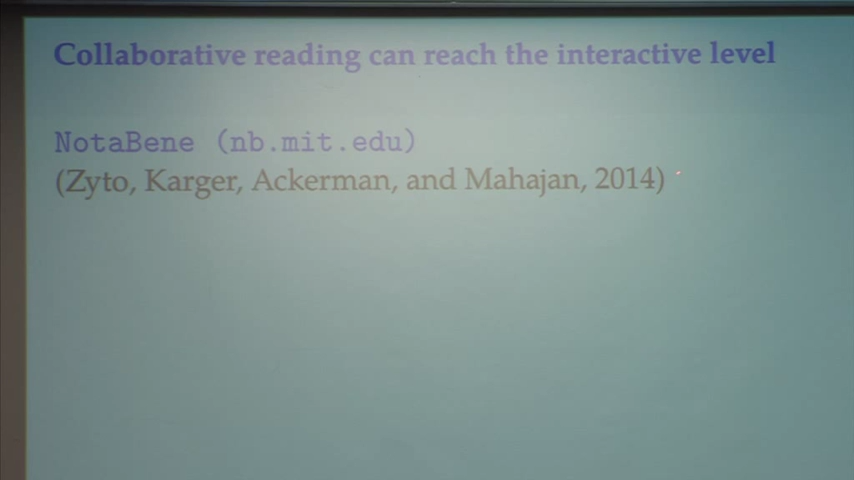 Collaborative reading can reach the interactive level
NotaBene (nb.mit.edu)
(Zyto, Karger, Ackerman, and Mahajan, 2014)